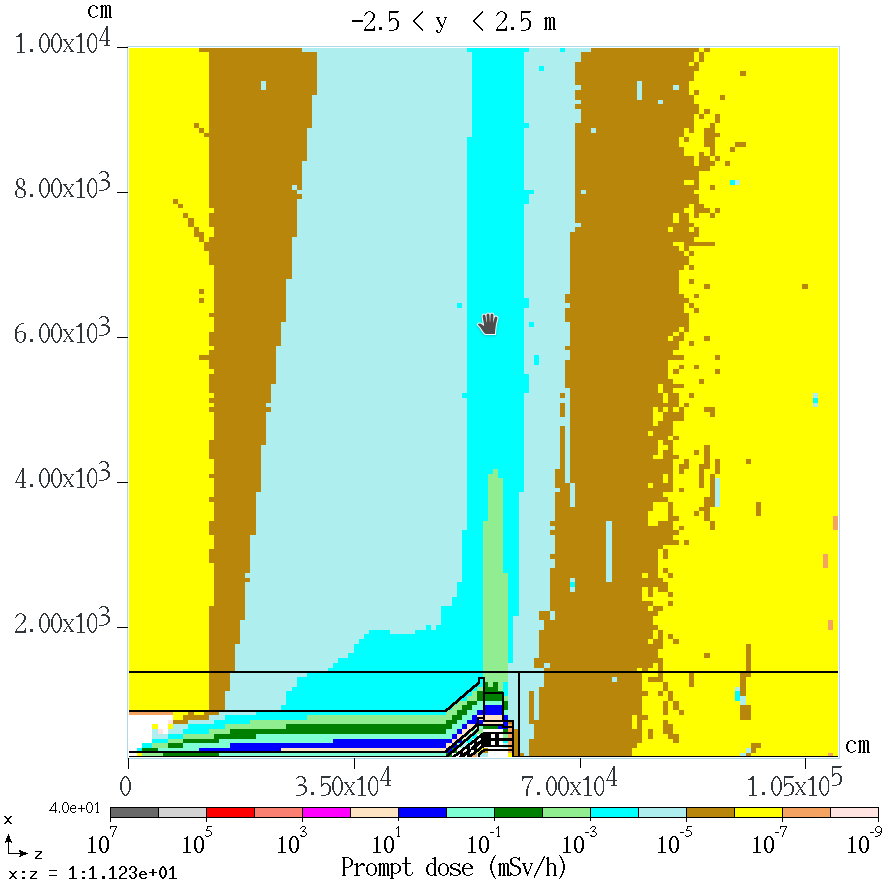 cm
-2.5 < y < 2.5 m
1.00x10^4
8.00x10^3
6.00x10^3
4.00x10^3
2.00x10^3
cm
0 3.50x10^4 7.00x10^4 1.05x10^5
4.0e+01
10^7 10^5 10^3 10^1 10^-1 10^-3 10^-5 10^-7 10^-9
x
z
Prompt dose (mSv/h)
x:z = 1:1.123e+01